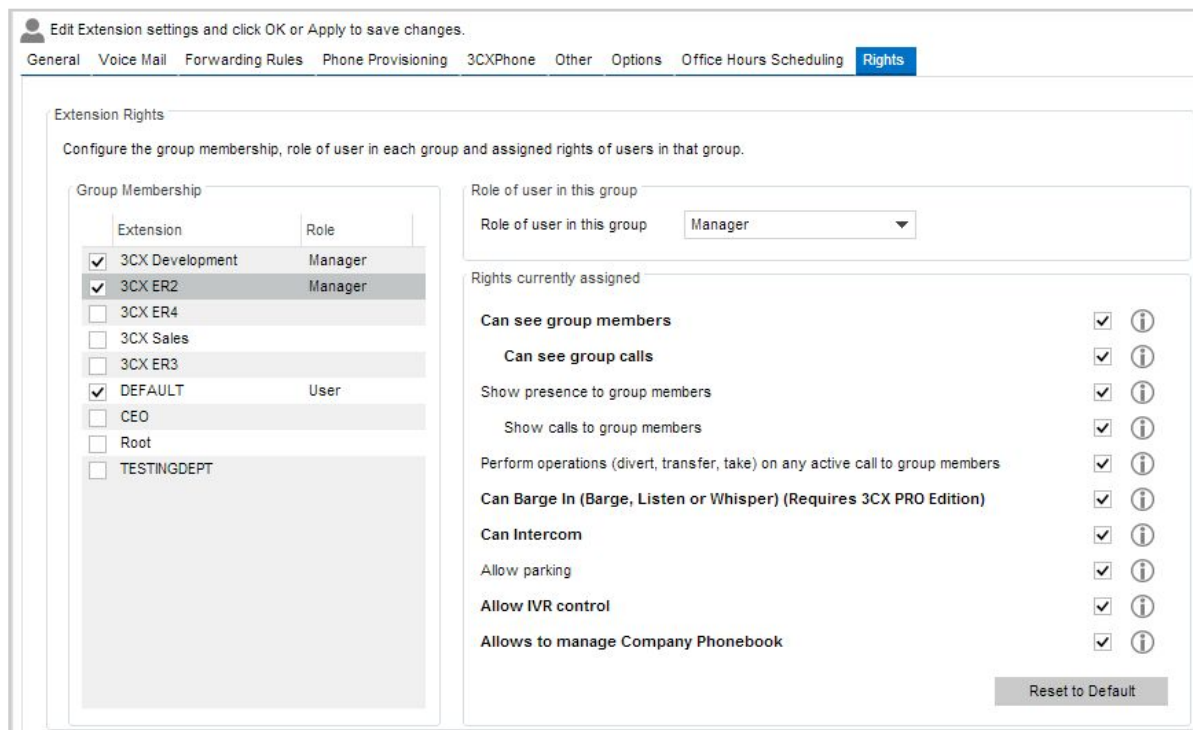 Edit Extension settings and click OK or Apply to save changes.
General Voice Mail Forwarding Rules Phone Provisioning 3CXPhone Other Options Office Hours Scheduling Rights
Extension Rights
Configure the group membership, role of user in each group and assigned rights of users in that group.
Group Membership
Extension Role
3CX Development Manager
3CX ER2 Manager
3CX ER4
3CX Sales
3CX ER3
DEFAULT User
CEO
Root
TESTINGDEPT
Role of user in this group
Role of user in this group Manager
Rights currently assigned
Can see group members
Can see group calls
Show presence to group members
Show calls to group members
Perform operations (divert, transfer, take) on any active call to group members
Can Barge In (Barge, Listen or Whisper) (Requires 3CX PRO Edition)
Can Intercom
Allow parking
Allow IVR control
Allows to manage Company Phonebook
Reset to Default